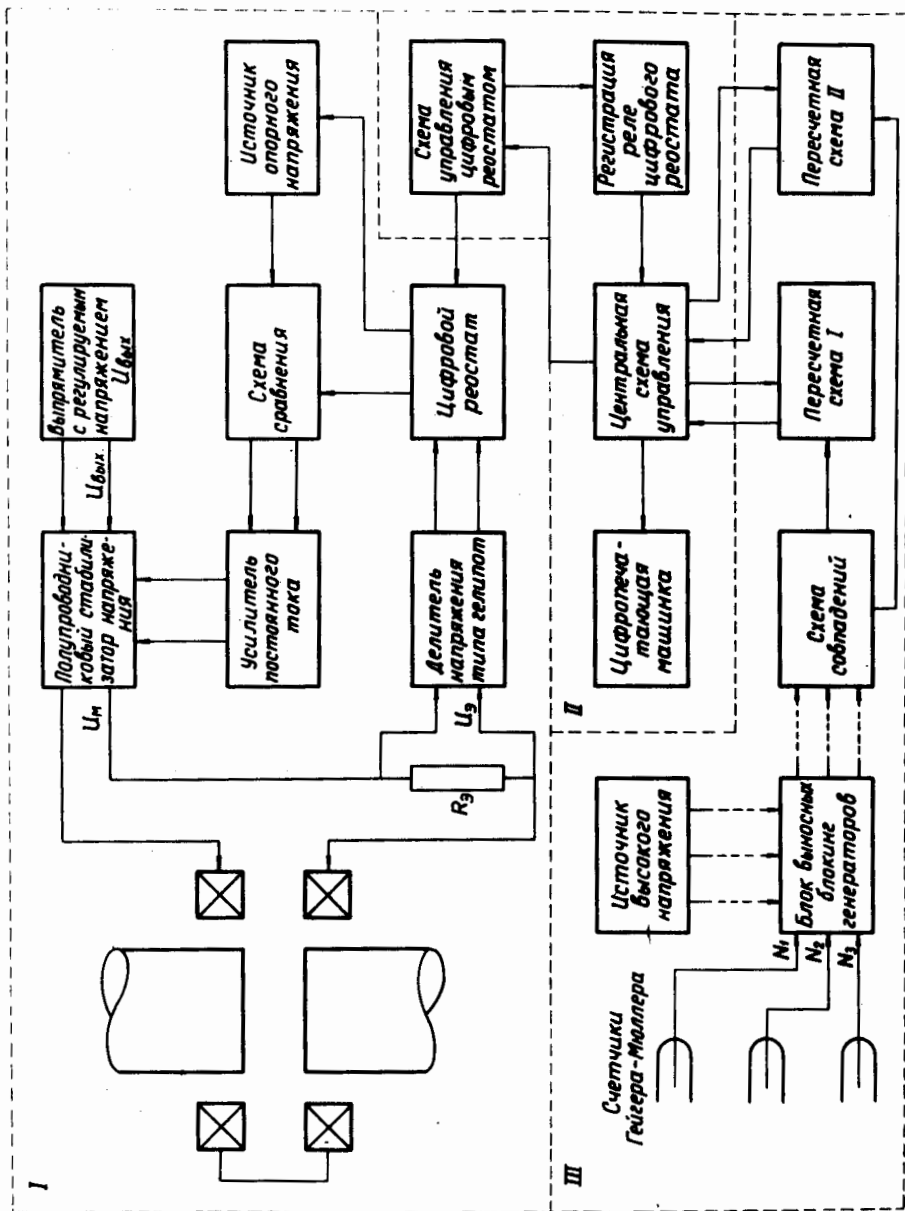 I
Выпрямитель
с регулируемым
напряжением
Uвых
Источник
опорного
напряжения
Uвых.
Полупроводни-
ковый стабили-
затор напряже-
ния
Uм
Схема
сравнения
Усилитель
постоянного
тока
Схема
управления
цифровым
реостатом
Цифровой
реостат
Делитель
напряжения
типа гелипот
Uэ
Rэ
II
Регистрация
реле
цифрового
реостата
Центральная
схема
управления
Цифропеча-
тающая
машинка
III
Пересчетная
схема II
Пересчетная
схема I
Схема
совпадений
Источник
высокого
напряжения
Блок выносных
блокине
генераторов
N1
N2
N3
Счетчики
Гейгера-Мюллера